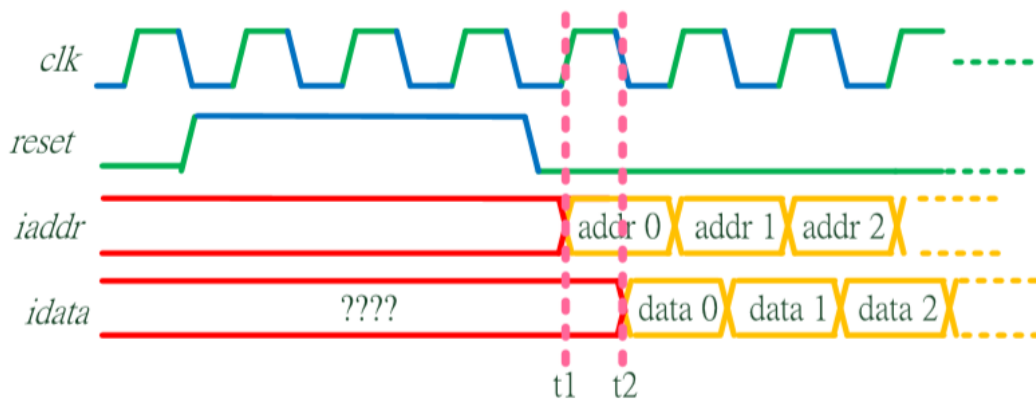 clk
reset
iaddr addr 0 addr 1 addr 2
idata ???? data 0 data 1 data 2
t1 t2